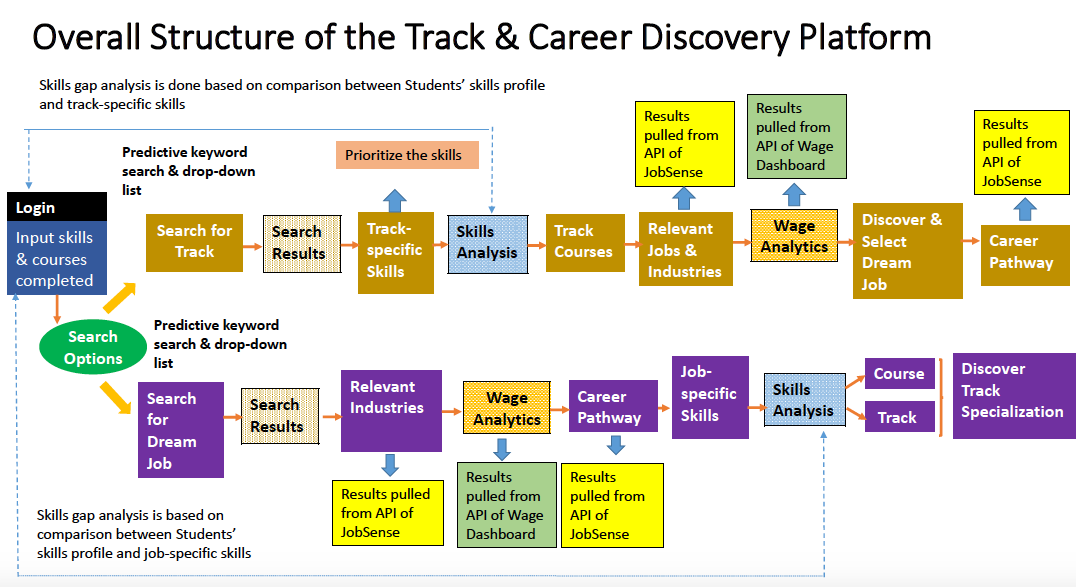 Overall Structure of the Track & Career Discovery Platform
Skills gap analysis is done based on comparison between Students’ skills profile
and track-specific skills
Predictive keyword
search & drop-down
list
Prioritize the skills
Results
pulled from
API of
JobSense
Results
pulled from
API of Wage
Dashboard
Results
pulled from
API of
JobSense
Login
Input skills
& courses
completed
Search for
Track
Search
Results
Track-
specific
Skills
Skills
Analysis
Track
Courses
Relevant
Jobs &
Industries
Wage
Analytics
Discover &
Select
Dream
Job
Career
Pathway
Search
Options
Predictive keyword
search & drop-down
list
Search
for
Dream
Job
Search
Results
Relevant
Industries
Wage
Analytics
Career
Pathway
Job-
specific
Skills
Skills
Analysis
Course
Track
Discover
Track
Specialization
Results pulled
from API of
JobSense
Results
pulled from
API of Wage
Dashboard
Results
pulled from
API of
JobSense
Skills gap analysis is based on
comparison between Students’
skills profile and job-specific skills